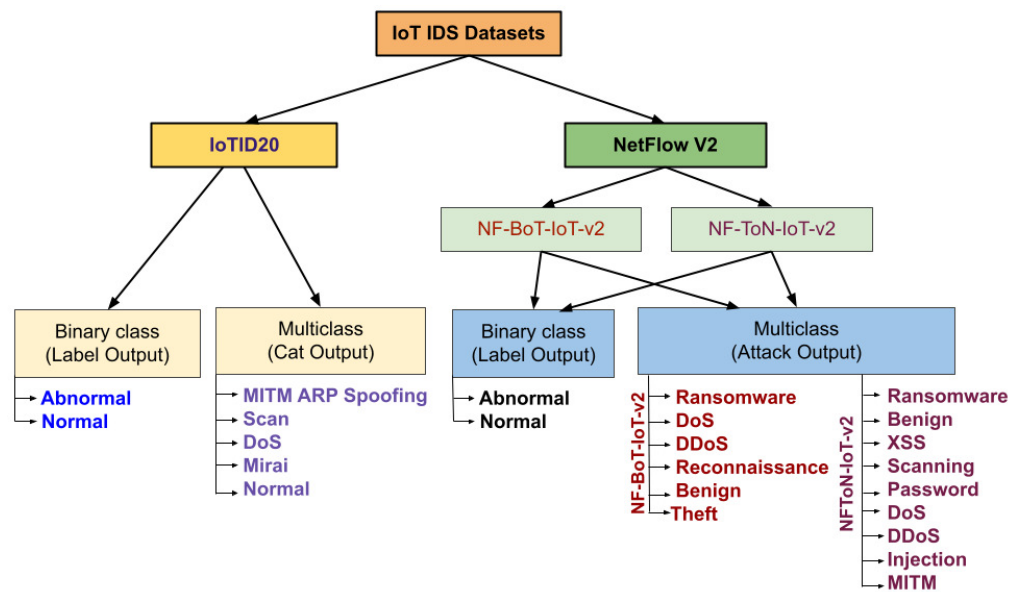 IoT IDS Datasets
IoTID20
NetFlow V2
NF-BoT-IoT-v2
NF-ToN-IoT-v2
Binary class
(Label Output)
Abnormal
Normal
Multiclass
(Cat Output)
MITM ARP Spoofing
Scan
DoS
Mirai
Normal
Binary class
(Label Output)
Abnormal
Normal
Multiclass
(Attack Output)
NF-BoT-IoT-v2
Ransomware
DoS
DDoS
Reconnaissance
Benign
Theft
NFToN-IoT-v2
Ransomware
Benign
XSS
Scanning
Password
DoS
DDoS
Injection
MITM